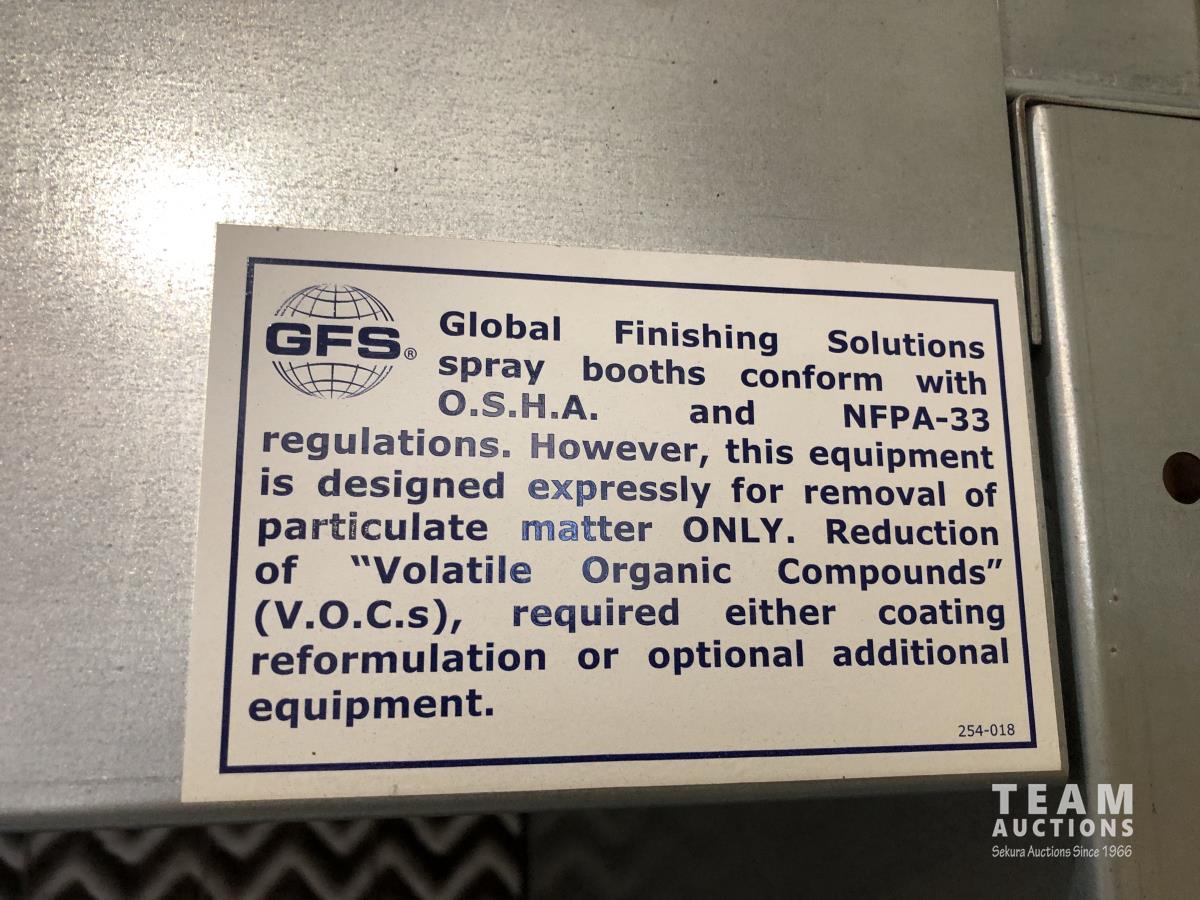 GFS®
Global Finishing Solutions
spray booths conform with
O.S.H.A. and NFPA-33
regulations. However, this equipment
is designed expressly for removal of
particulate matter ONLY. Reduction
of "Volatile Organic Compounds"
(V.O.C.s), required either coating
reformulation or optional additional
equipment.
254-018
TEAM
AUCTIONS
Sekura Auctions Since 1966